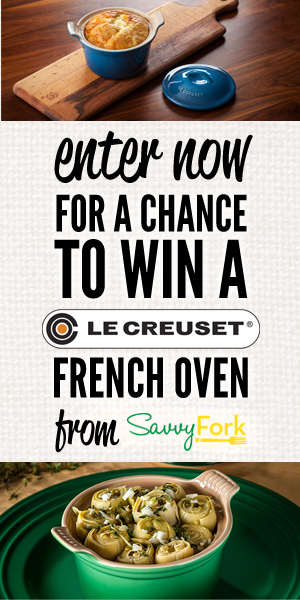 enter now
FOR A CHANCE
TO WIN A
LE CREUSET®
FRENCH OVEN
from SavvyFork